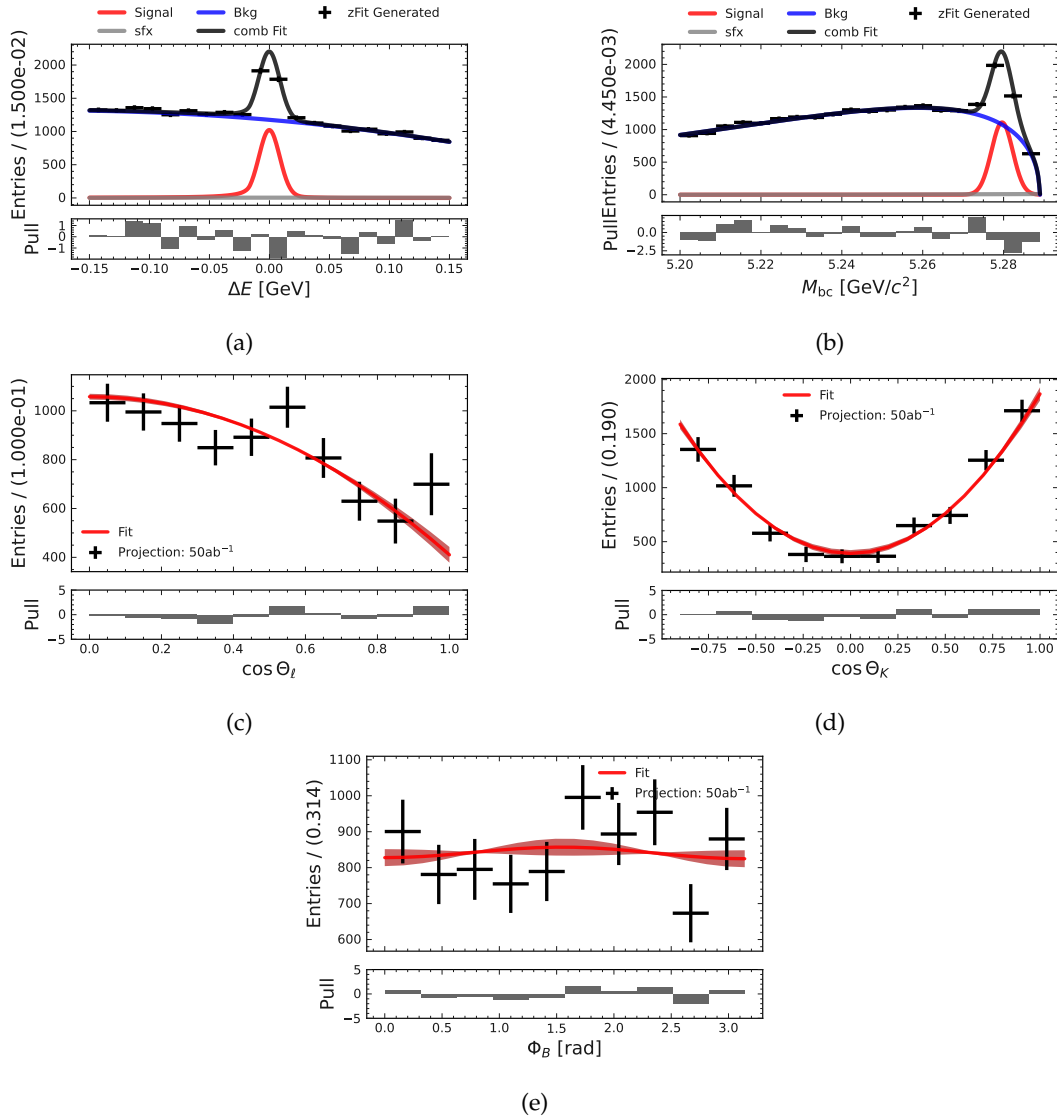 Signal Bkg zFit Generated
sfx comb Fit
Entries / (1.5000e-02)
2000
1500
1000
500
0
Pull
1
0
−1
−0.15 −0.10 −0.05 0.00 0.05 0.10 0.15
ΔE [GeV]
(a)
Signal Bkg zFit Generated
sfx comb Fit
Entries / (4.450e-03)
2000
1500
1000
500
0
Pull
0.0
−2.5
5.20 5.22 5.24 5.26 5.28
M_bc [GeV/c²]
(b)
Entries / (1.000e-01)
1000
800
600
400
Fit
Projection: 50ab⁻¹
Pull
5
0
−5
0.0 0.2 0.4 0.6 0.8 1.0
cos Θ_ℓ
(c)
Entries / (0.190)
2000
1500
1000
500
Fit
Projection: 50ab⁻¹
Pull
5
0
−5
−0.75 −0.50 −0.25 0.00 0.25 0.50 0.75 1.00
cos Θ_K
(d)
Entries / (0.314)
1100
1000
900
800
700
600
Fit
Projection: 50ab⁻¹
Pull
5
0
−5
0.0 0.5 1.0 1.5 2.0 2.5 3.0
Φ_B [rad]
(e)